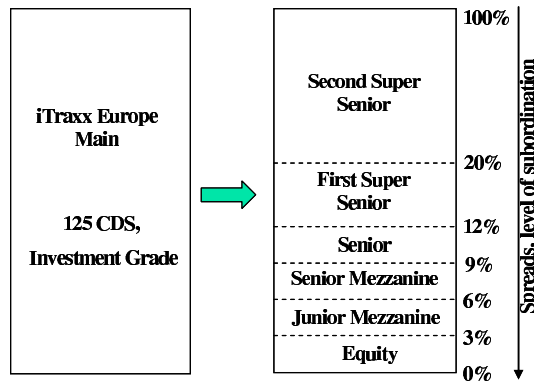 iTraxx Europe
Main
125 CDS,
Investment Grade
100%
Second Super
Senior
20%
First Super
Senior
12%
Senior
9%
Senior Mezzanine
6%
Junior Mezzanine
3%
Equity
0%
Spreads, level of subordination